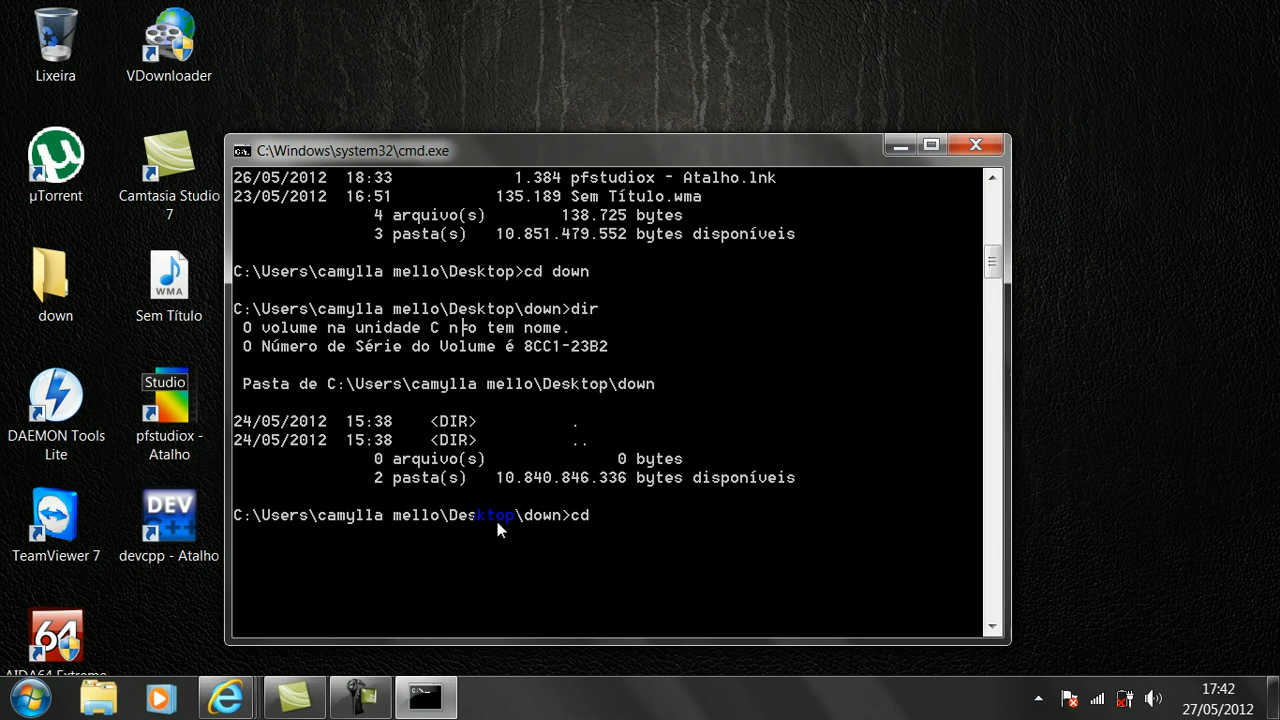 Lixeira
VDownloader
µTorrent
Camtasia Studio
7
down
WMA
Sem Título
DAEMON Tools
Lite
Studio
pfstudiox -
Atalho
TeamViewer 7
DEV
C++
devcpp - Atalho
64
AIDA64 Extreme
C:\Windows\system32\cmd.exe
26/05/2012 18:33 1.384 pfstudiox - Atalho.lnk
23/05/2012 16:51 135.189 Sem Título.wma
4 arquivo(s) 138.725 bytes
3 pasta(s) 10.851.479.552 bytes disponíveis
C:\Users\camylla mello\Desktop>cd down
C:\Users\camylla mello\Desktop\down>dir
O volume na unidade C n├o tem nome.
O Número de Série do Volume é 8CC1-23B2
Pasta de C:\Users\camylla mello\Desktop\down
24/05/2012 15:38 <DIR> .
24/05/2012 15:38 <DIR> ..
0 arquivo(s) 0 bytes
2 pasta(s) 10.840.846.336 bytes disponíveis
C:\Users\camylla mello\Desktop\down>cd
17:42
27/05/2012